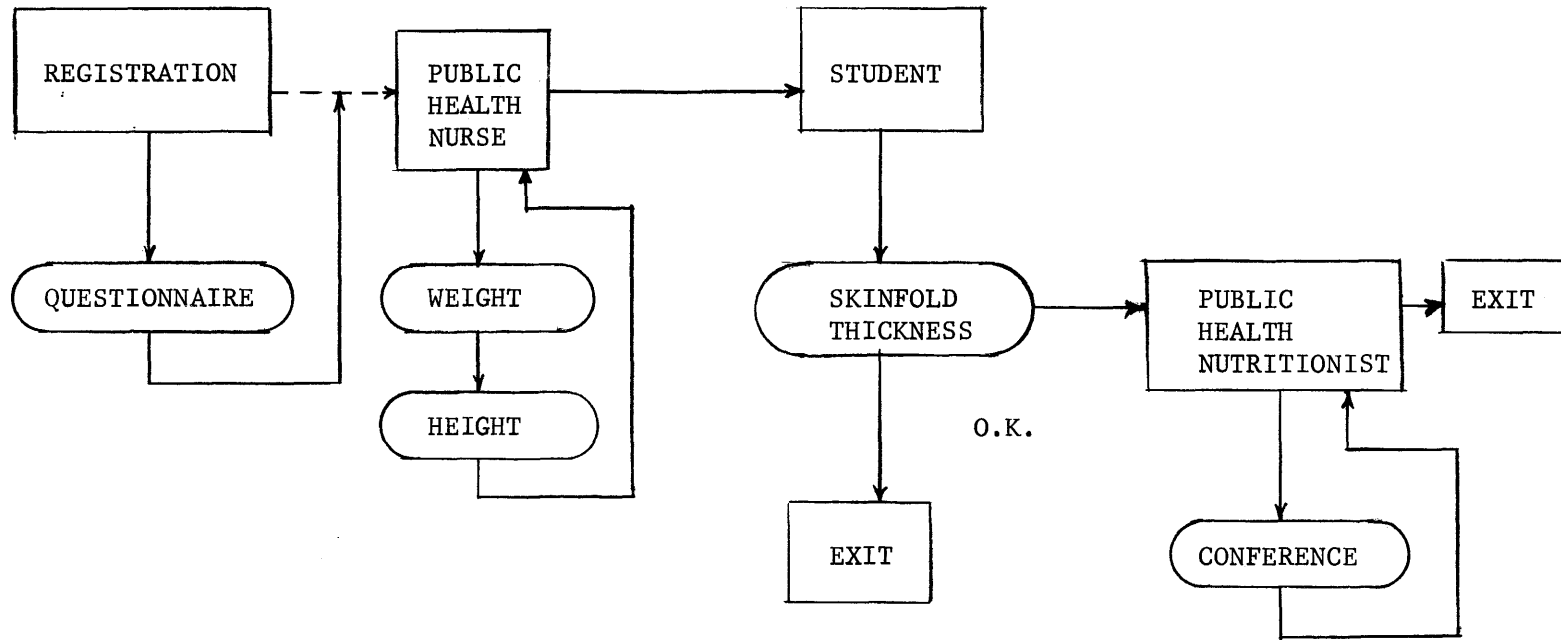 REGISTRATION
PUBLIC
HEALTH
NURSE
STUDENT
QUESTIONNAIRE
WEIGHT
HEIGHT
SKINFOLD
THICKNESS
PUBLIC
HEALTH
NUTRITIONIST
EXIT
O.K.
EXIT
CONFERENCE